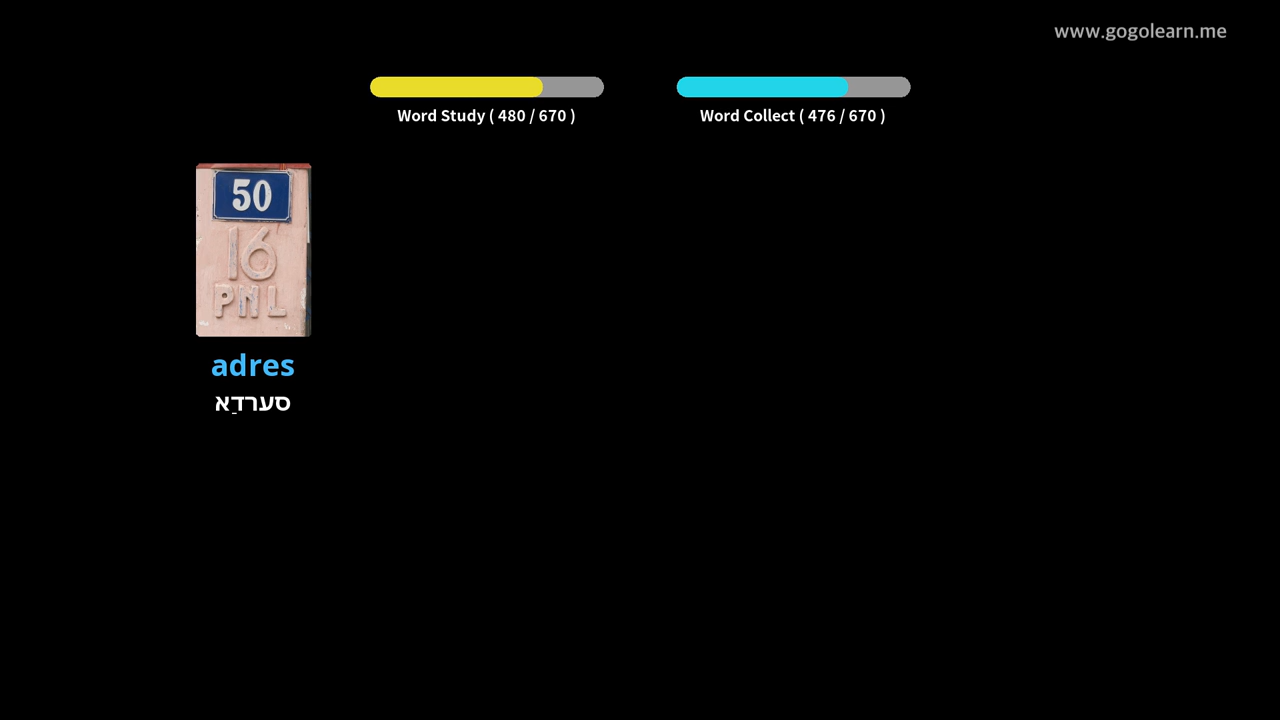 www.gogolearn.me
Word Study ( 480 / 670 )
Word Collect ( 476 / 670 )
50
16
PNL
adres
סערדַא